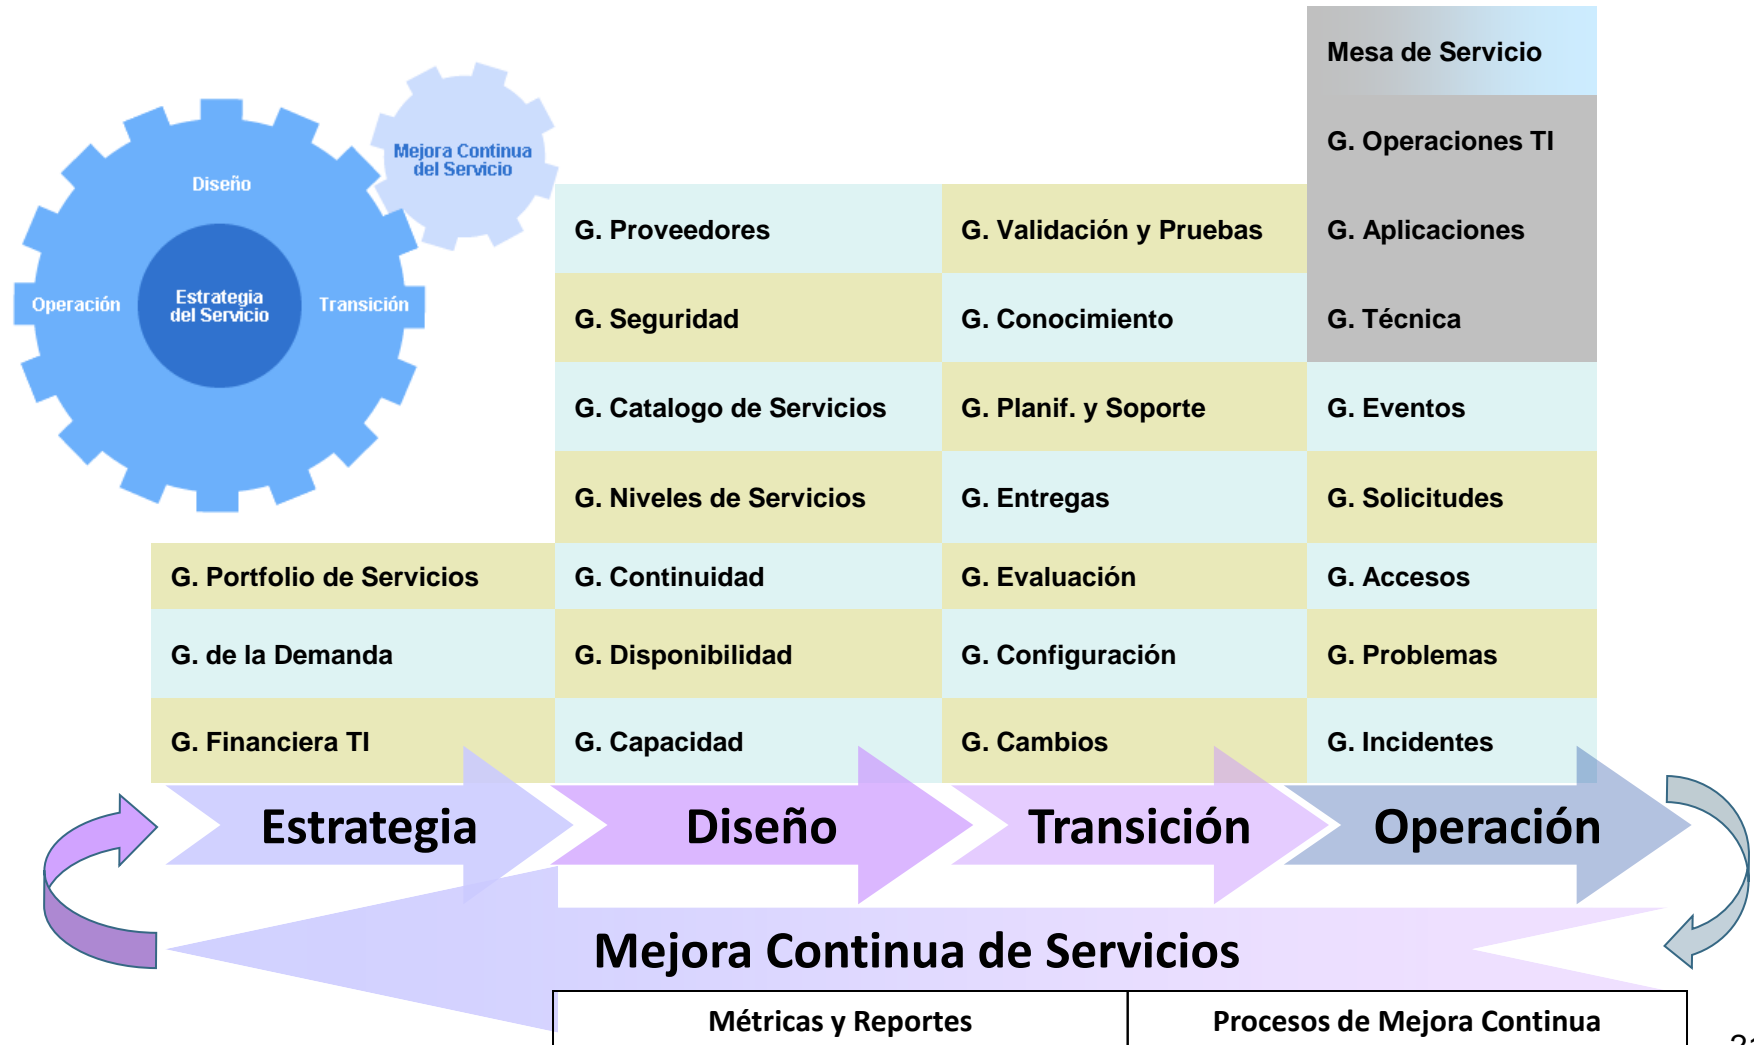 Mesa de Servicio
G. Operaciones TI
Mejora Continua
del Servicio
Diseño
Operación
Estrategia
del Servicio
Transición
G. Proveedores
G. Validación y Pruebas
G. Aplicaciones
G. Seguridad
G. Conocimiento
G. Técnica
G. Catalogo de Servicios
G. Planif. y Soporte
G. Eventos
G. Niveles de Servicios
G. Entregas
G. Solicitudes
G. Portfolio de Servicios
G. Continuidad
G. Evaluación
G. Accesos
G. de la Demanda
G. Disponibilidad
G. Configuración
G. Problemas
G. Financiera TI
G. Capacidad
G. Cambios
G. Incidentes
Estrategia
Diseño
Transición
Operación
Mejora Continua de Servicios
Métricas y Reportes
Procesos de Mejora Continua